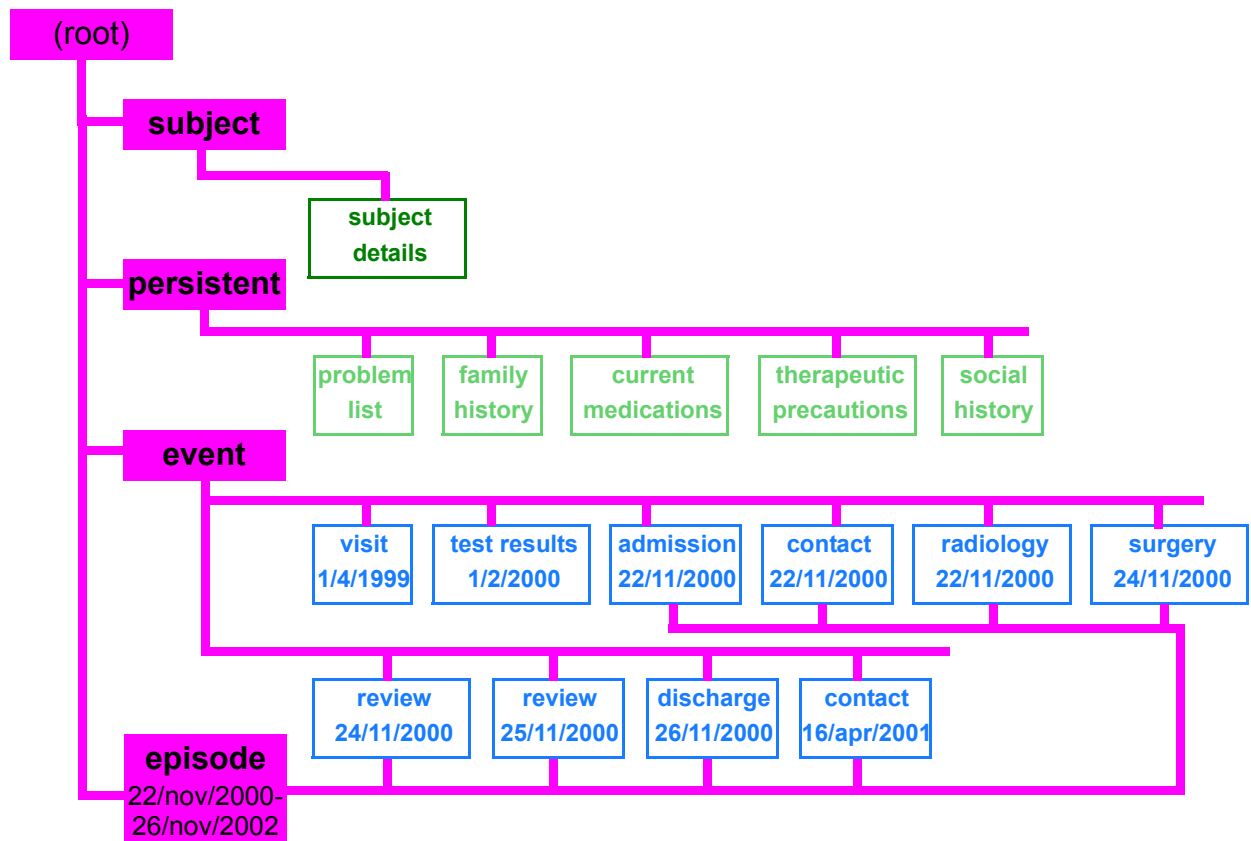 (root)
subject
subject
details
persistent
problem
list
family
history
current
medications
therapeutic
precautions
social
history
event
visit
1/4/1999
test results
1/2/2000
admission
22/11/2000
contact
22/11/2000
radiology
22/11/2000
surgery
24/11/2000
review
24/11/2000
review
25/11/2000
discharge
26/11/2000
contact
16/apr/2001
episode
22/nov/2000-
26/nov/2002